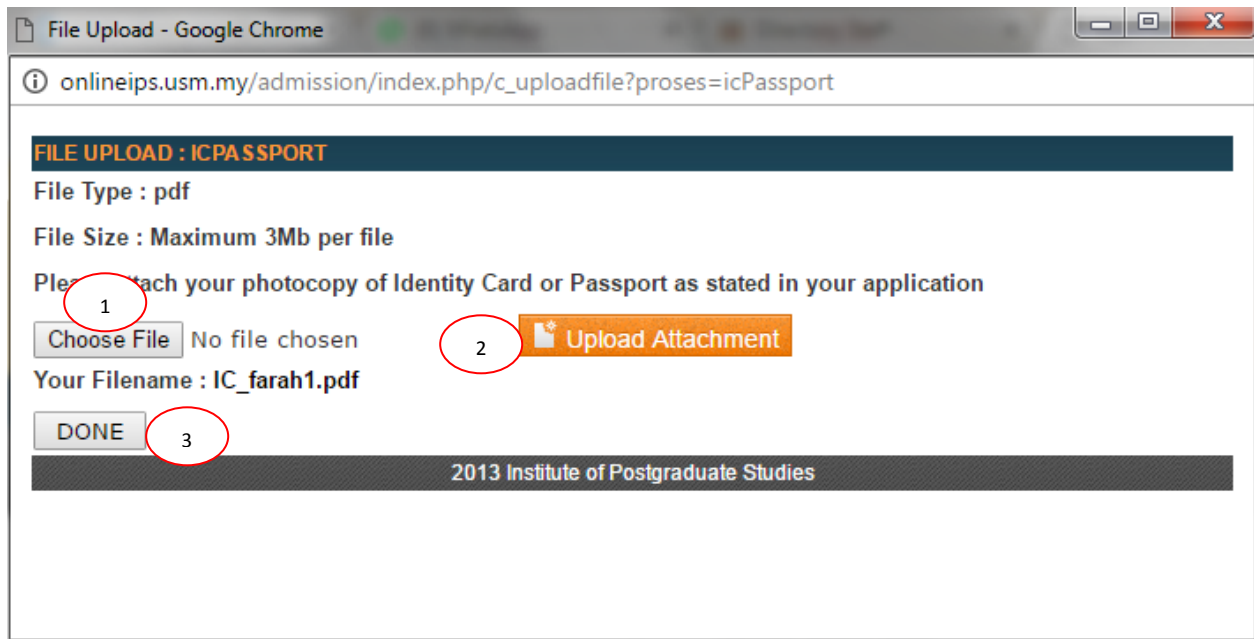 File Upload - Google Chrome
onlineips.usm.my/admission/index.php/c_uploadfile?proses=icPassport
FILE UPLOAD : ICPASSPORT
File Type : pdf
File Size : Maximum 3Mb per file
tach your photocopy of Identity Card or Passport as stated in your application
1
Choose File No file chosen
2
Upload Attachment
Your Filename : IC_farah1.pdf
DONE
3
2013 Institute of Postgraduate Studies